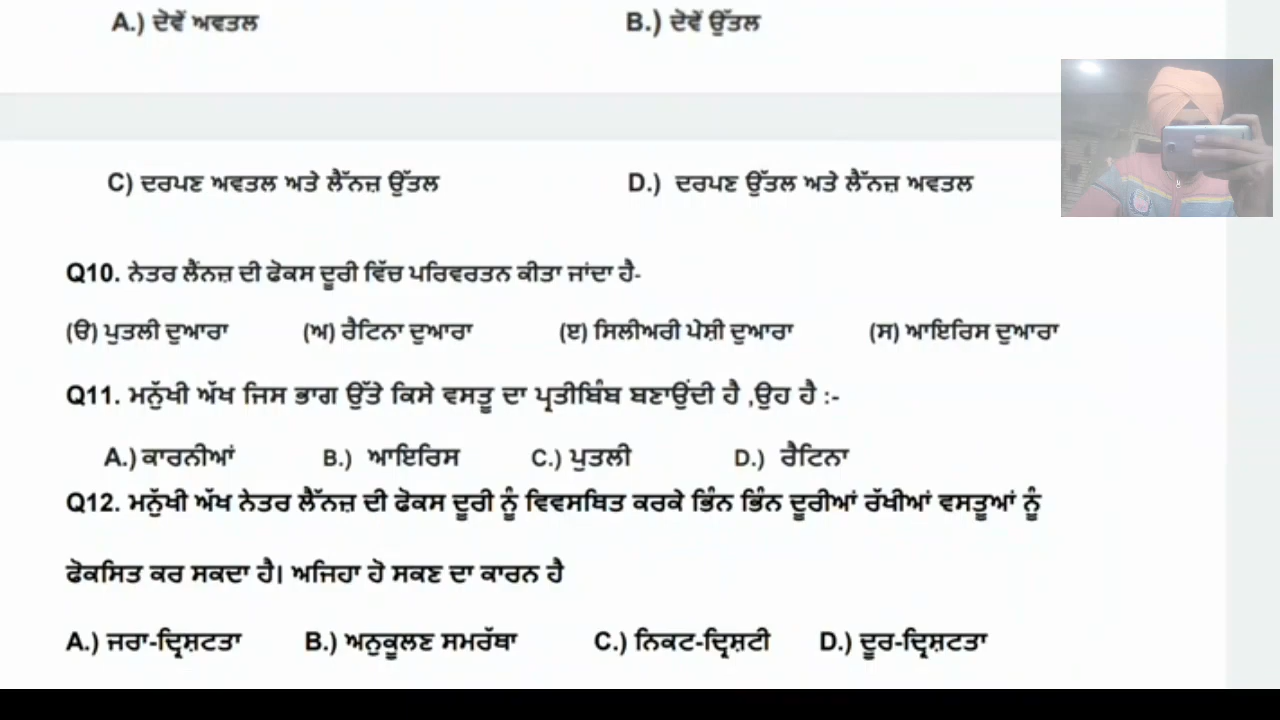 A.) ਦੋਵੇਂ ਅਵਤਲ B.) ਦੋਵੇਂ ਉੱਤਲ
C) ਦਰਪਣ ਅਵਤਲ ਅਤੇ ਲੈੱਨਜ਼ ਉੱਤਲ D.) ਦਰਪਣ ਉੱਤਲ ਅਤੇ ਲੈੱਨਜ਼ ਅਵਤਲ
Q10. ਨੇਤਰ ਲੈਂਨਜ਼ ਦੀ ਫੋਕਸ ਦੂਰੀ ਵਿੱਚ ਪਰਿਵਰਤਨ ਕੀਤਾ ਜਾਂਦਾ ਹੈ-
(ੳ) ਪੁਤਲੀ ਦੁਆਰਾ (ਅ) ਰੈਟਿਨਾ ਦੁਆਰਾ (ੲ) ਸਿਲੀਅਰੀ ਪੇਸ਼ੀ ਦੁਆਰਾ (ਸ) ਆਇਰਿਸ ਦੁਆਰਾ
Q11. ਮਨੁੱਖੀ ਅੱਖ ਜਿਸ ਭਾਗ ਉੱਤੇ ਕਿਸੇ ਵਸਤੂ ਦਾ ਪ੍ਰਤੀਬਿੰਬ ਬਣਾਉਂਦੀ ਹੈ ,ਉਹ ਹੈ :-
A.) ਕਾਰਨੀਆਂ B.) ਆਇਰਿਸ C.) ਪੁਤਲੀ D.) ਰੈਟਿਨਾ
Q12. ਮਨੁੱਖੀ ਅੱਖ ਨੇਤਰ ਲੈੱਨਜ਼ ਦੀ ਫੋਕਸ ਦੂਰੀ ਨੂੰ ਵਿਵਸਥਿਤ ਕਰਕੇ ਭਿੰਨ ਭਿੰਨ ਦੂਰੀਆਂ ਰੱਖੀਆਂ ਵਸਤੂਆਂ ਨੂੰ
ਫੋਕਸਿਤ ਕਰ ਸਕਦਾ ਹੈ। ਅਜਿਹਾ ਹੋ ਸਕਣ ਦਾ ਕਾਰਨ ਹੈ
A.) ਜਰਾ-ਦ੍ਰਿਸ਼ਟਤਾ B.) ਅਨੁਕੂਲਣ ਸਮਰੱਥਾ C.) ਨਿਕਟ-ਦ੍ਰਿਸ਼ਟੀ D.) ਦੂਰ-ਦ੍ਰਿਸ਼ਟਤਾ